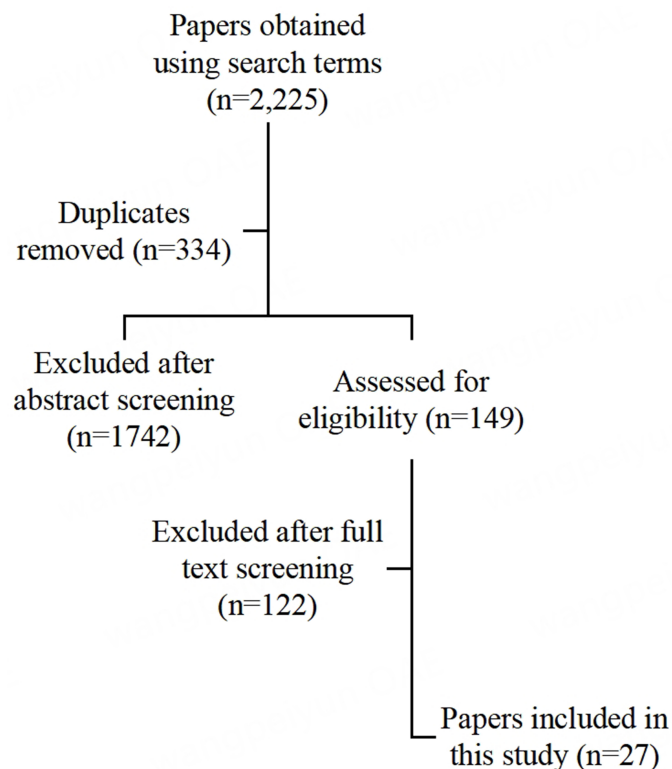 Papers obtained
using search terms
(n=2,225)
Duplicates
removed (n=334)
Excluded after
abstract screening
(n=1742)
Assessed for
eligibility (n=149)
Excluded after full
text screening
(n=122)
Papers included in
this study (n=27)